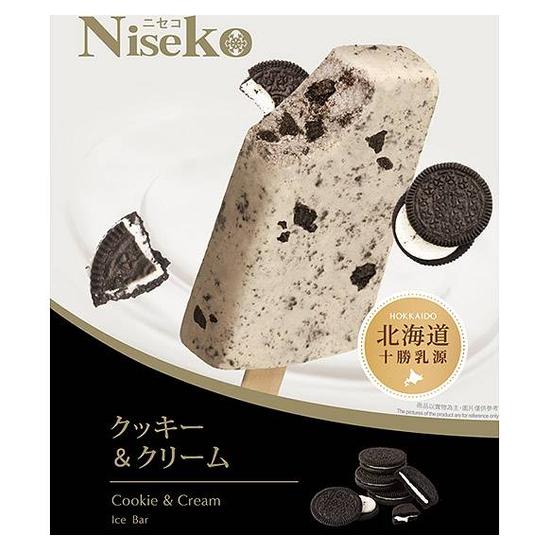 ニセコ
Niseko
HOKKAIDO
北海道
十勝乳源
商品以實物為主，圖片僅供參考
The pictures of the product are for reference only
クッキー
&クリーム
Cookie & Cream
Ice Bar